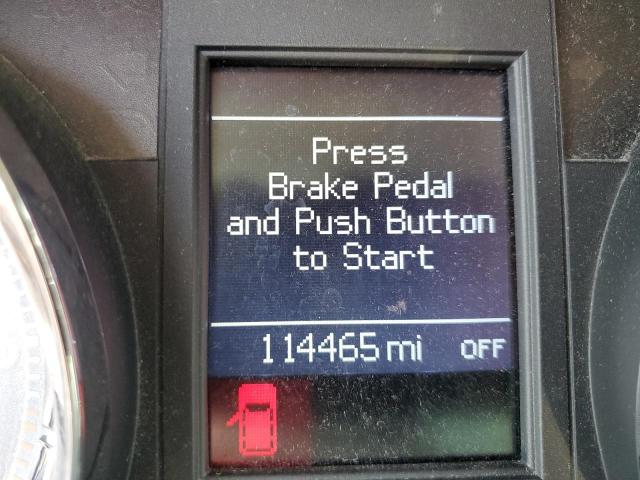 Press
Brake Pedal
and Push Button
to Start
114465 mi OFF